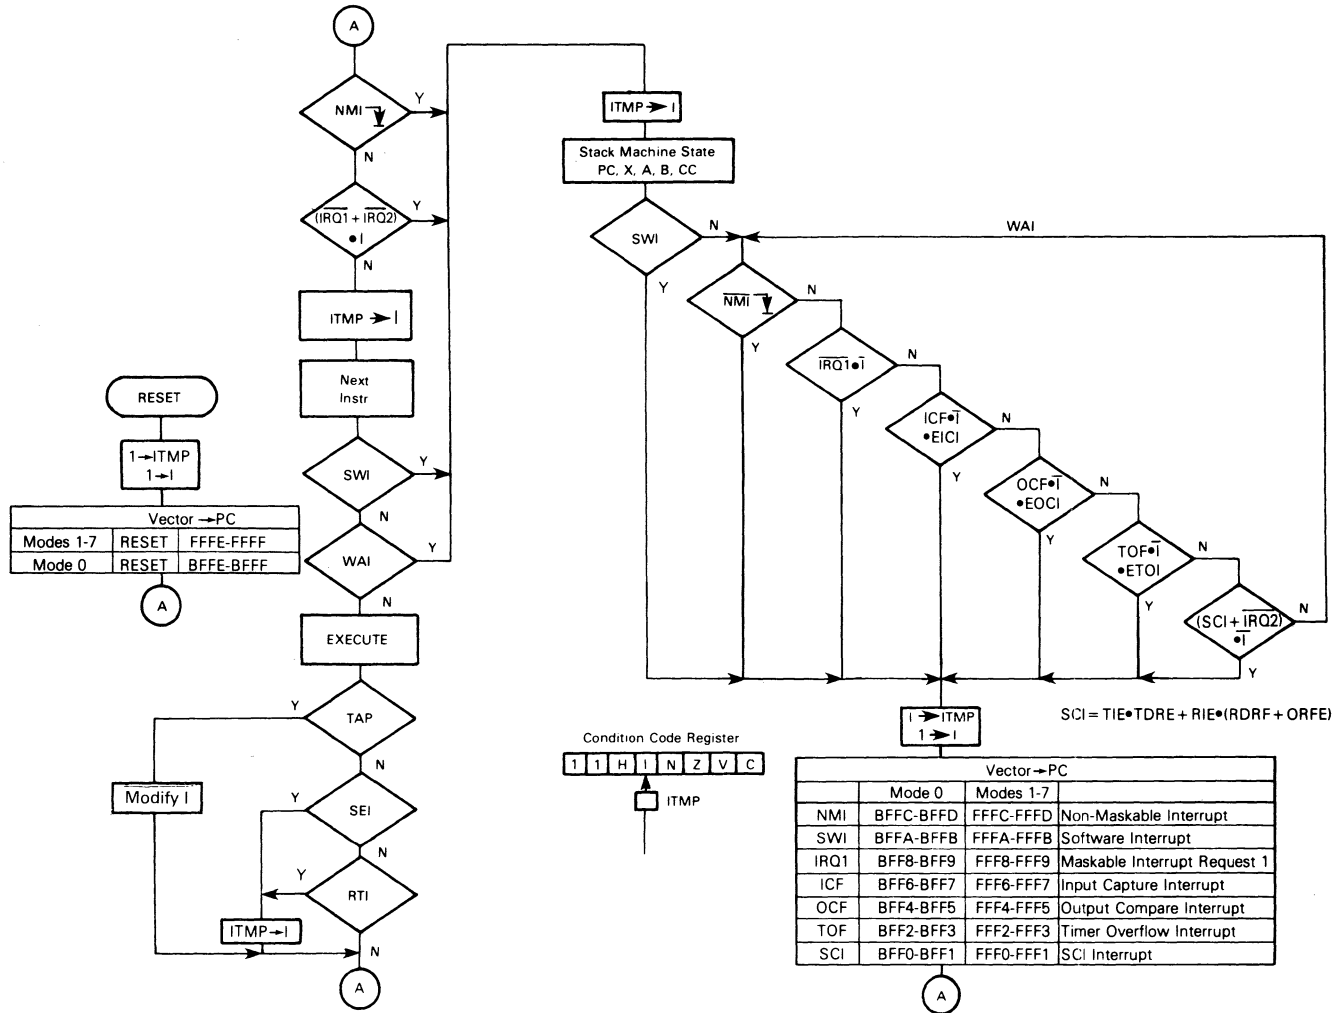 A
NMI
Y
N
(IRQ1 + IRQ2)
• I
Y
N
ITMP → I
Next
Instr
SWI
Y
N
WAI
Y
N
EXECUTE
TAP
Y
N
Modify I
SEI
Y
N
RTI
Y
N
ITMP→I
A
RESET
1→ITMP
1→I
Vector →PC
Modes 1-7 RESET FFFE-FFFF
Mode 0 RESET BFFE-BFFF
A
ITMP → I
Stack Machine State
PC, X, A, B, CC
SWI
N
Y
WAI
NMI
N
Y
IRQ1•I
N
Y
ICF•I
•EICI
N
Y
OCF•I
•EOCI
N
Y
TOF•I
•ETOI
N
Y
(SCI + IRQ2)
•I
N
Y
I → ITMP
1 → I
SCI = TIE•TDRE + RIE•(RDRF + ORFE)
Condition Code Register
1 1 H I N Z V C
ITMP
Vector→PC
Mode 0 Modes 1-7
NMI BFFC-BFFD FFFC-FFFD Non-Maskable Interrupt
SWI BFFA-BFFB FFFA-FFFB Software Interrupt
IRQ1 BFF8-BFF9 FFF8-FFF9 Maskable Interrupt Request 1
ICF BFF6-BFF7 FFF6-FFF7 Input Capture Interrupt
OCF BFF4-BFF5 FFF4-FFF5 Output Compare Interrupt
TOF BFF2-BFF3 FFF2-FFF3 Timer Overflow Interrupt
SCI BFF0-BFF1 FFF0-FFF1 SCI Interrupt
A